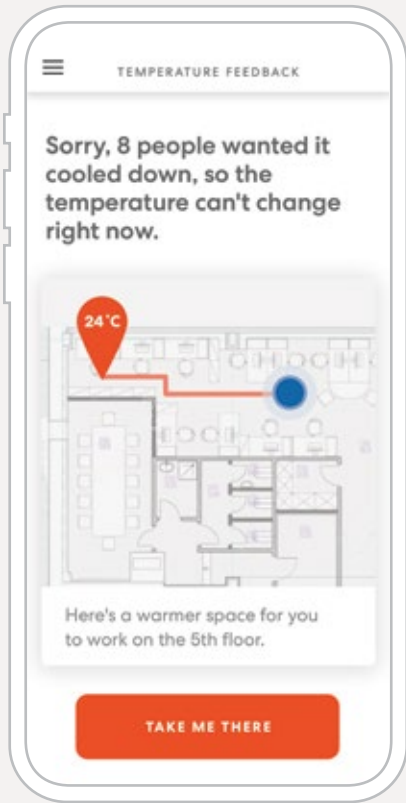 TEMPERATURE FEEDBACK
Sorry, 8 people wanted it
cooled down, so the
temperature can't change
right now.
24°C
Here's a warmer space for you
to work on the 5th floor.
TAKE ME THERE